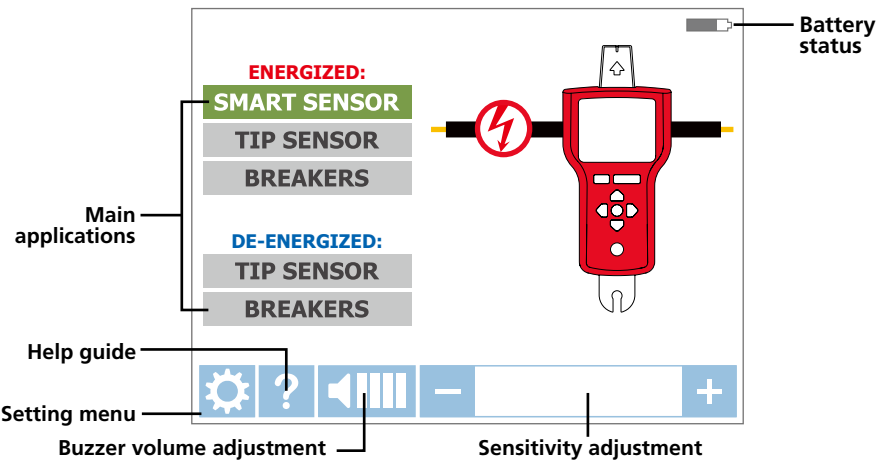 Battery
status
ENERGIZED:
SMART SENSOR
TIP SENSOR
BREAKERS
Main
applications
DE-ENERGIZED:
TIP SENSOR
BREAKERS
Help guide
?
Setting menu
Buzzer volume adjustment
Sensitivity adjustment